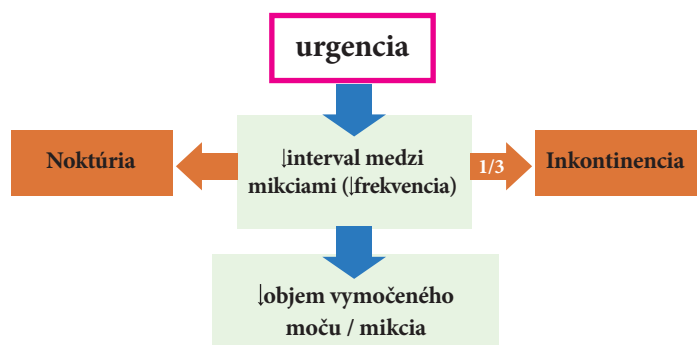 urgencia
Noktúria
↓interval medzi
mikciami (↓frekvencia)
1/3
Inkontinencia
↓objem vymočeného
moču / mikcia